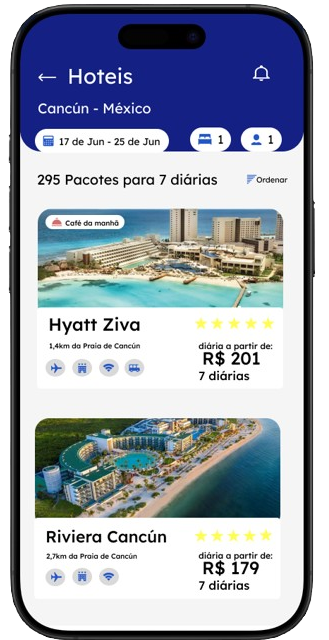 Hoteis
Cancún - México
17 de Jun - 25 de Jun
1
1
295 Pacotes para 7 diárias
Ordenar
Café da manhã
Hyatt Ziva
1,4km da Praia de Cancún
diária a partir de:
R$ 201
7 diárias
Riviera Cancún
2,7km da Praia de Cancún
diária a partir de:
R$ 179
7 diárias